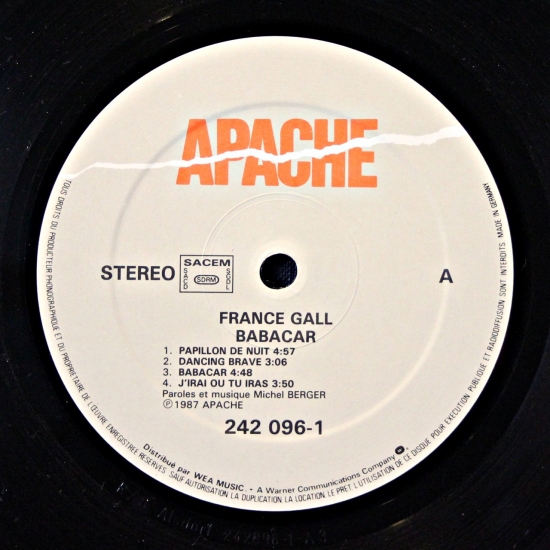 APACHE
STEREO
SACEM
SACD
SDRM
SGDL
A
FRANCE GALL
BABACAR
1. PAPILLON DE NUIT 4:57
2. DANCING BRAVE 3:06
3. BABACAR 4:48
4. J'IRAI OU TU IRAS 3:50
Paroles et musique Michel BERGER
Ⓟ 1987 APACHE
242 096-1
Distribué par WEA MUSIC. - A Warner Communications Company
TOUS DROITS DU PRODUCTEUR PHONOGRAPHIQUE ET DU PROPRIETAIRE DE L'ŒUVRE ENREGISTREE RESERVES. SAUF AUTORISATION LA DUPLICATION, LA LOCATION, LE PRET, L'UTILISATION DE CE DISQUE POUR EXECUTION PUBLIQUE ET RADIODIFFUSION SONT INTERDITS. MADE IN GERMANY